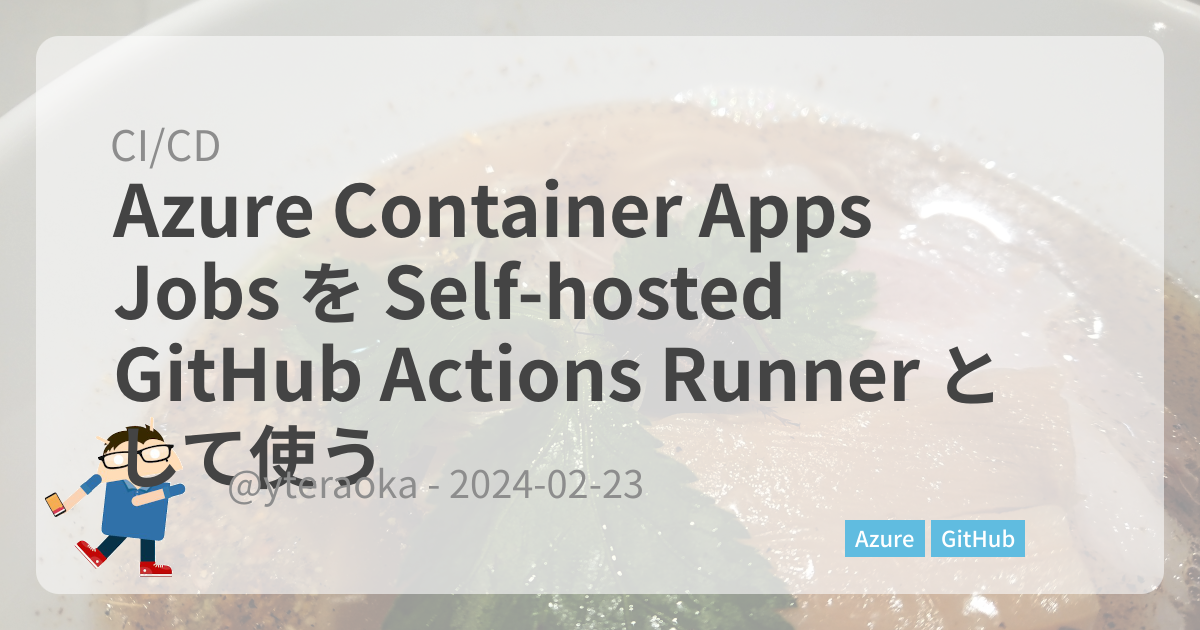 CI/CD
Azure Container Apps
Jobs を Self-hosted
GitHub Actions Runner と
して使う
@yteraoka - 2024-02-23
Azure GitHub